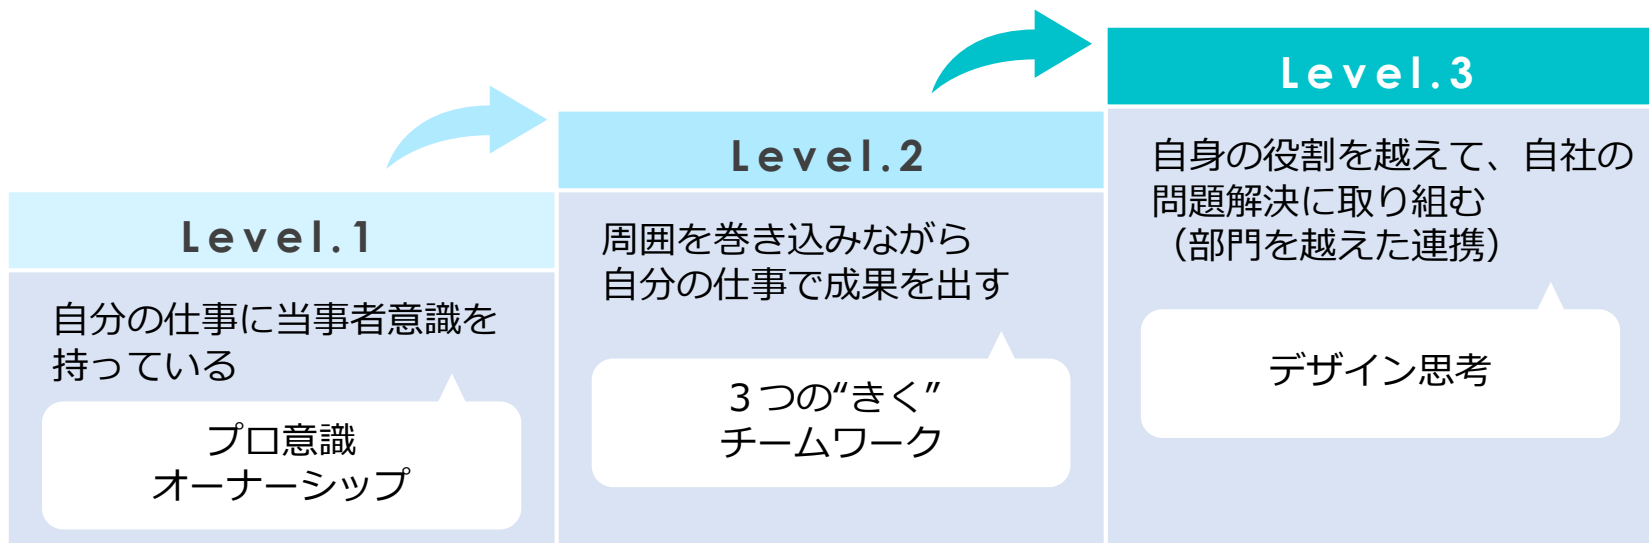 Level.1
自分の仕事に当事者意識を
持っている
プロ意識
オーナーシップ
Level.2
周囲を巻き込みながら
自分の仕事で成果を出す
３つの“きく”
チームワーク
Level.3
自身の役割を越えて、自社の
問題解決に取り組む
（部門を越えた連携）
デザイン思考